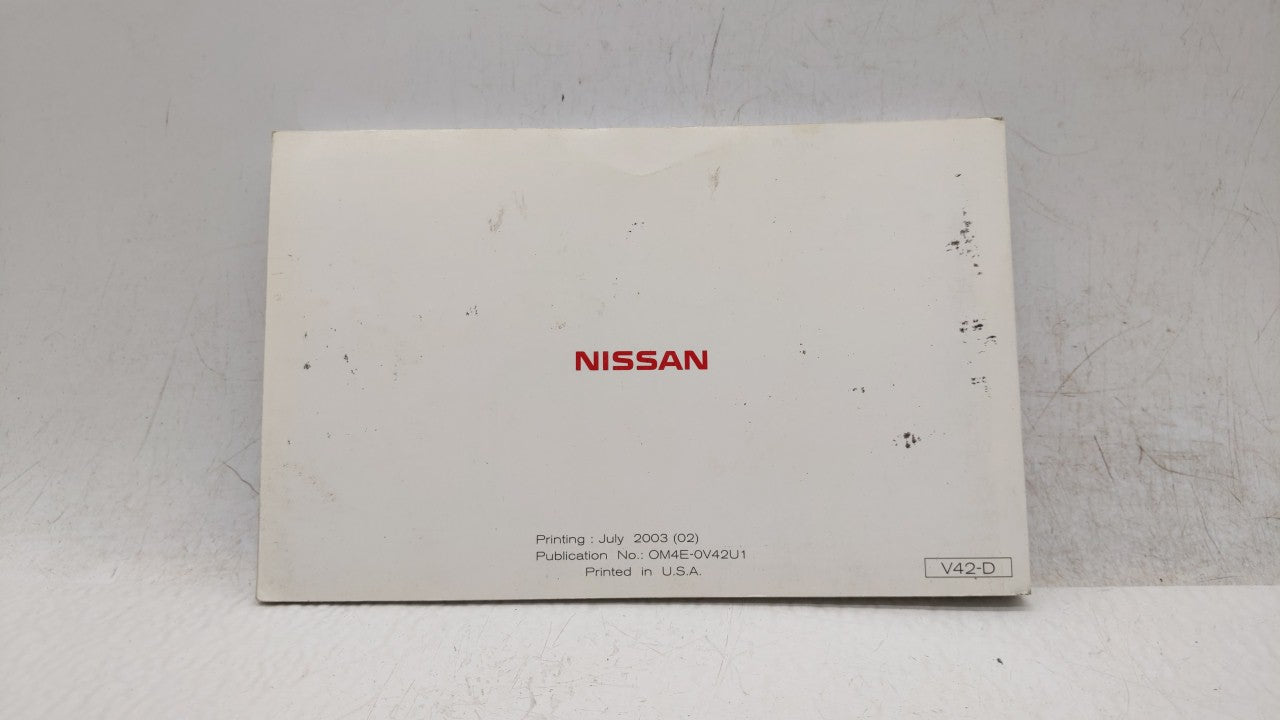 NISSAN
Printing : July 2003 (02)
Publication No.: OM4E-0V42U1
Printed in U.S.A.
V42-D